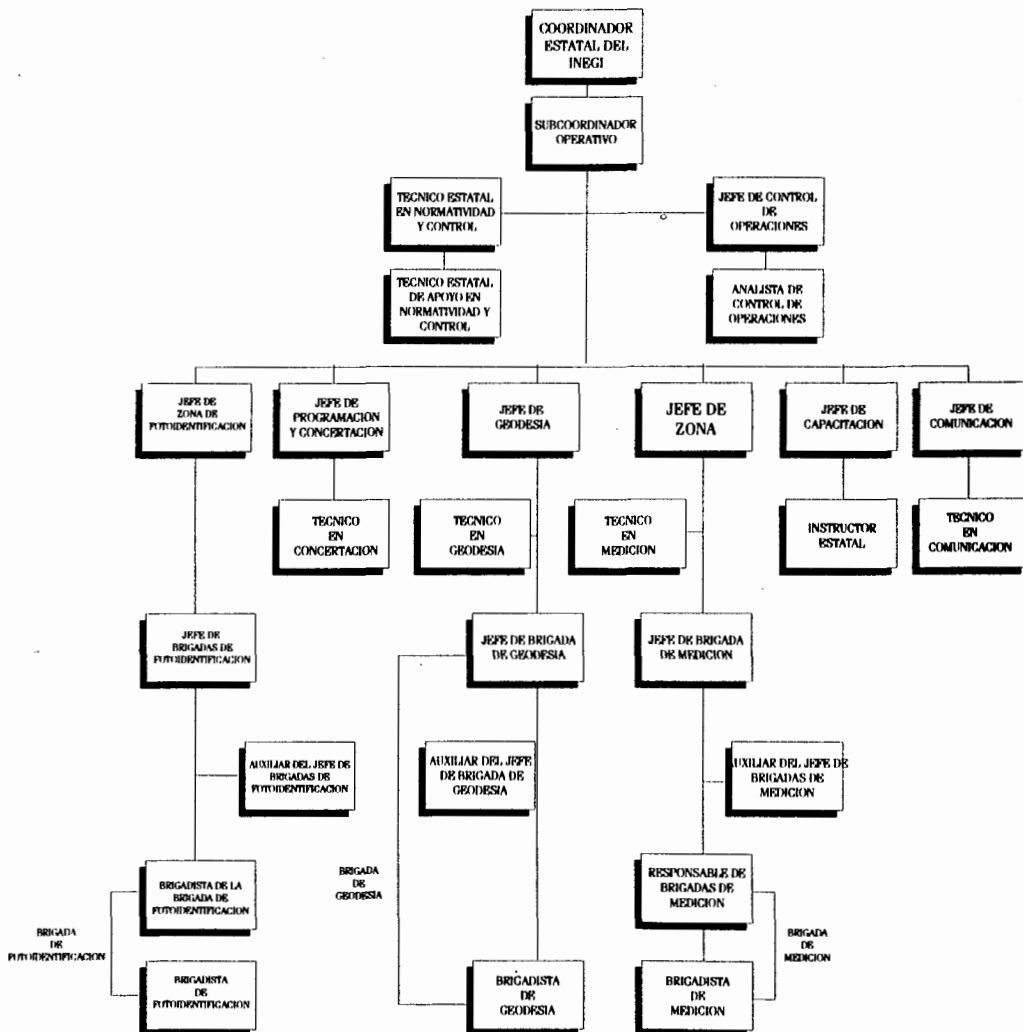 COORDINADOR
ESTATAL DEL
INEGI
SUBCOORDINADOR
OPERATIVO
TECNICO ESTATAL
EN NORMATIVIDAD
Y CONTROL
JEFE DE CONTROL
DE
OPERACIONES
TECNICO ESTATAL
DE APOYO EN
NORMATIVIDAD Y
CONTROL
ANALISTA DE
CONTROL DE
OPERACIONES
JEFE DE
ZONA DE
FOTOIDENTIFICACION
JEFE DE
PROGRAMACION
Y CONCERTACION
JEFE DE
GEODESIA
JEFE DE
ZONA
JEFE DE
CAPACITACION
JEFE DE
COMUNICACION
TECNICO
EN
CONCERTACION
TECNICO
EN
GEODESIA
TECNICO
EN
MEDICION
INSTRUCTOR
ESTATAL
TECNICO
EN
COMUNICACION
JEFE DE
BRIGADAS DE
FOTOIDENTIFICACION
JEFE DE BRIGADA
DE GEODESIA
JEFE DE BRIGADA
DE MEDICION
AUXILIAR DEL JEFE DE
BRIGADAS DE
FOTOIDENTIFICACION
AUXILIAR DEL JEFE
DE BRIGADA DE
GEODESIA
AUXILIAR DEL JEFE DE
BRIGADAS DE
MEDICION
BRIGADISTA DE LA
BRIGADA DE
FOTOIDENTIFICACION
BRIGADA
DE
GEODESIA
RESPONSABLE DE
BRIGADAS DE
MEDICION
BRIGADA
DE
FOTOIDENTIFICACION
BRIGADA
DE
MEDICION
BRIGADISTA
DE
FOTOIDENTIFICACION
BRIGADISTA
DE
GEODESIA
BRIGADISTA
DE
MEDICION